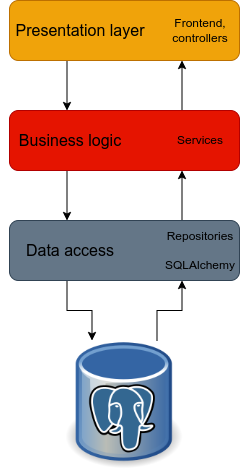 Presentation layer
Frontend,
controllers
Business logic
Services
Data access
Repositories
SQLAlchemy